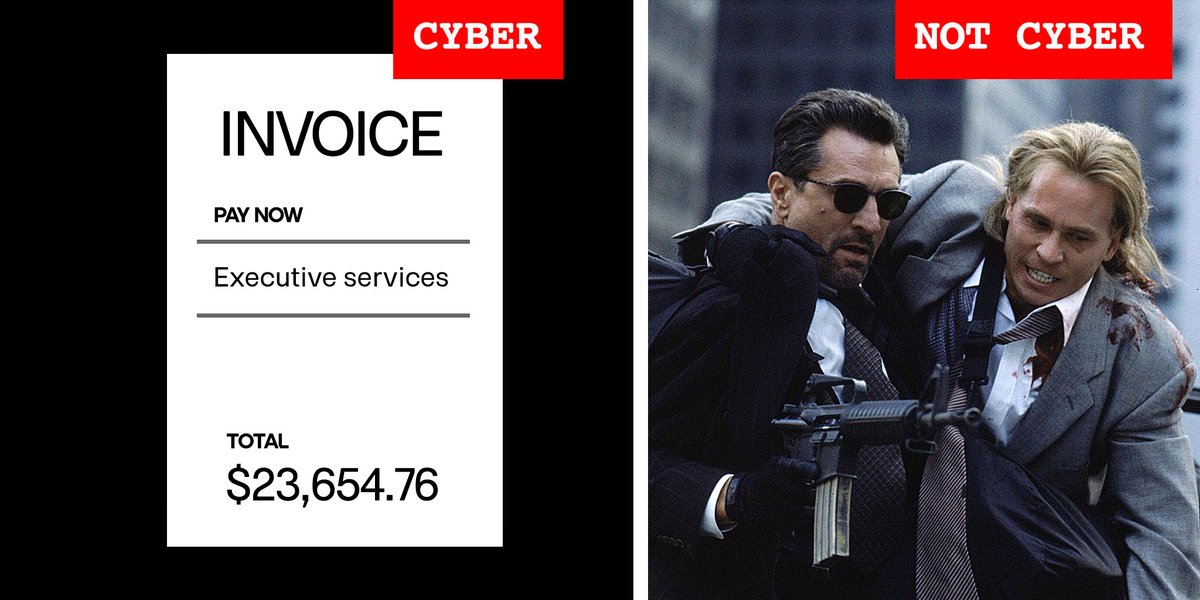 CYBER
INVOICE
PAY NOW
Executive services
TOTAL
$23,654.76
NOT CYBER